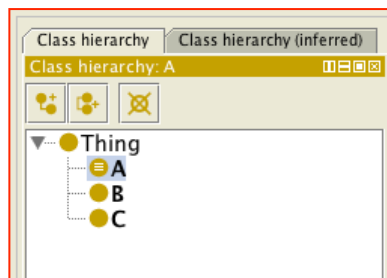 Class hierarchy Class hierarchy (inferred)
Class hierarchy: A
Thing
A
B
C